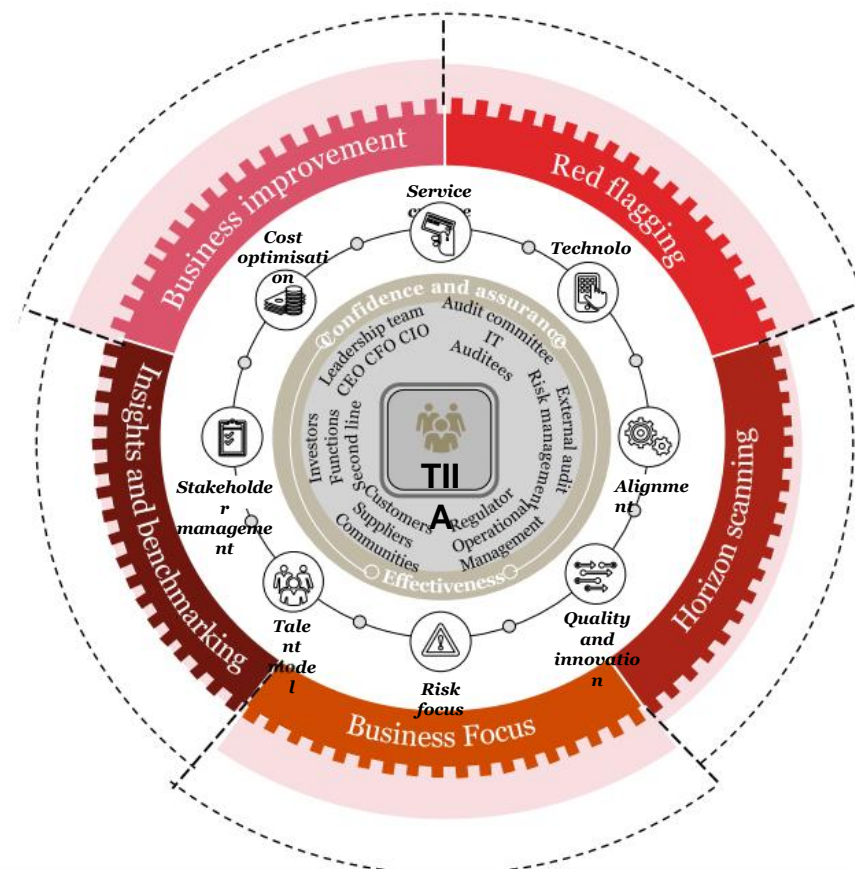 Business improvement
Red flagging
Service
Cost
optimisati
on
Technolo
Confidence and assurance
Leadership team
CEO CFO CIO
Audit committee
IT
Auditees
Insights and benchmarking
Horizon scanning
Investors
Functions
Second line
External audit
Risk management
TII
A
Stakeholde
r
manageme
nt
Alignme
nt
Customers
Suppliers
Communities
Regulator
Operational
Management
Effectiveness
Tale
nt
mode
l
Risk
focus
Quality
and
innovatio
n
Business Focus